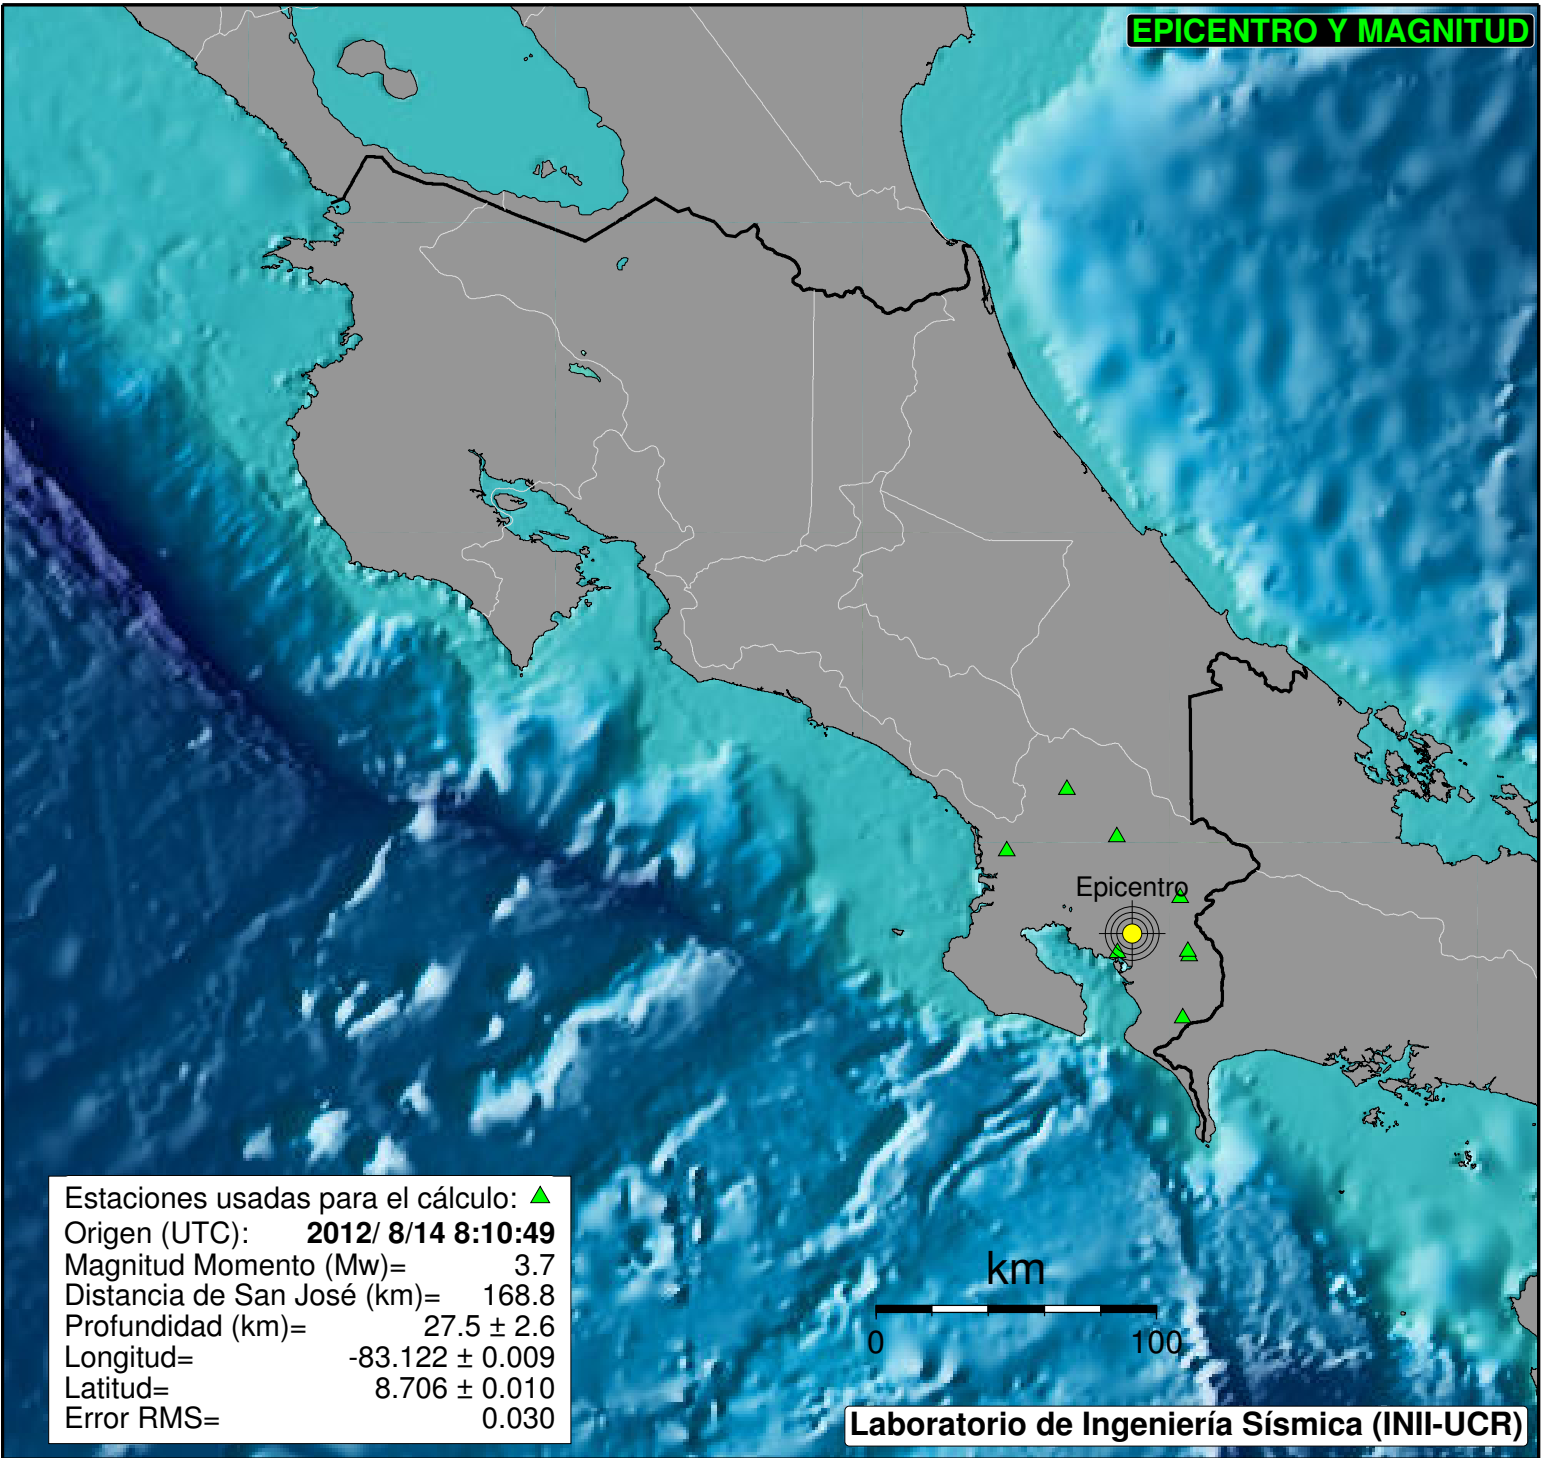 EPICENTRO Y MAGNITUD
Epicentro
Estaciones usadas para el cálculo:
Origen (UTC): 2012/ 8/14 8:10:49
Magnitud Momento (Mw)= 3.7
Distancia de San José (km)= 168.8
Profundidad (km)= 27.5 ± 2.6
Longitud= -83.122 ± 0.009
Latitud= 8.706 ± 0.010
Error RMS= 0.030
km
0 100
Laboratorio de Ingeniería Sísmica (INII-UCR)